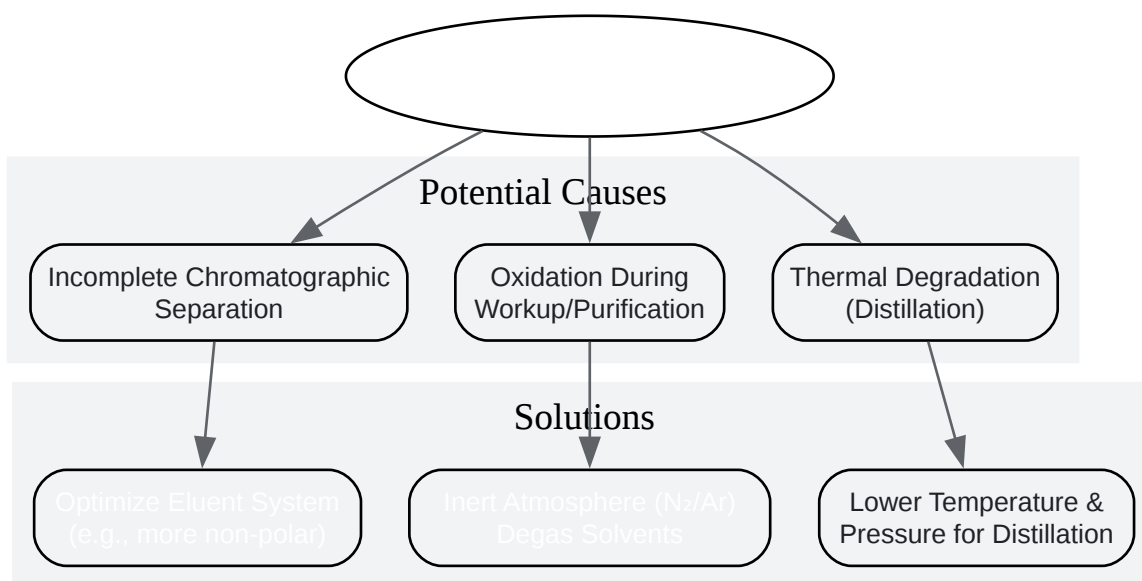 Potential Causes
Incomplete Chromatographic
Separation
Oxidation During
Workup/Purification
Thermal Degradation
(Distillation)
Solutions
Optimize Eluent System
(e.g., more non-polar)
Inert Atmosphere (N₂/Ar)
Degas Solvents
Lower Temperature &
Pressure for Distillation